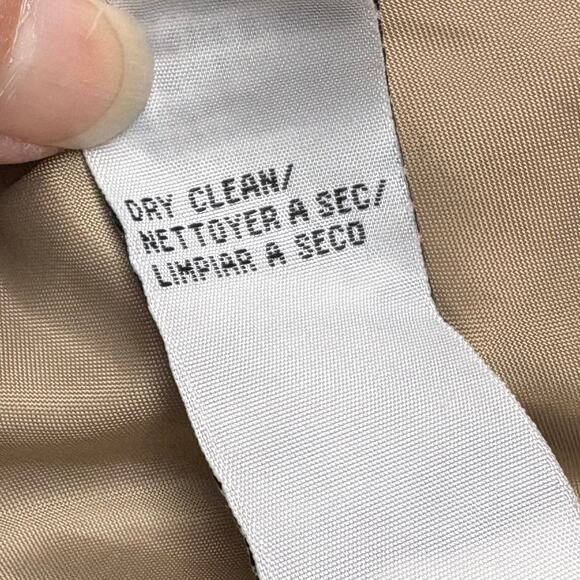 DRY CLEAN/
NETTOYER A SEC/
LIMPIAR A SECO